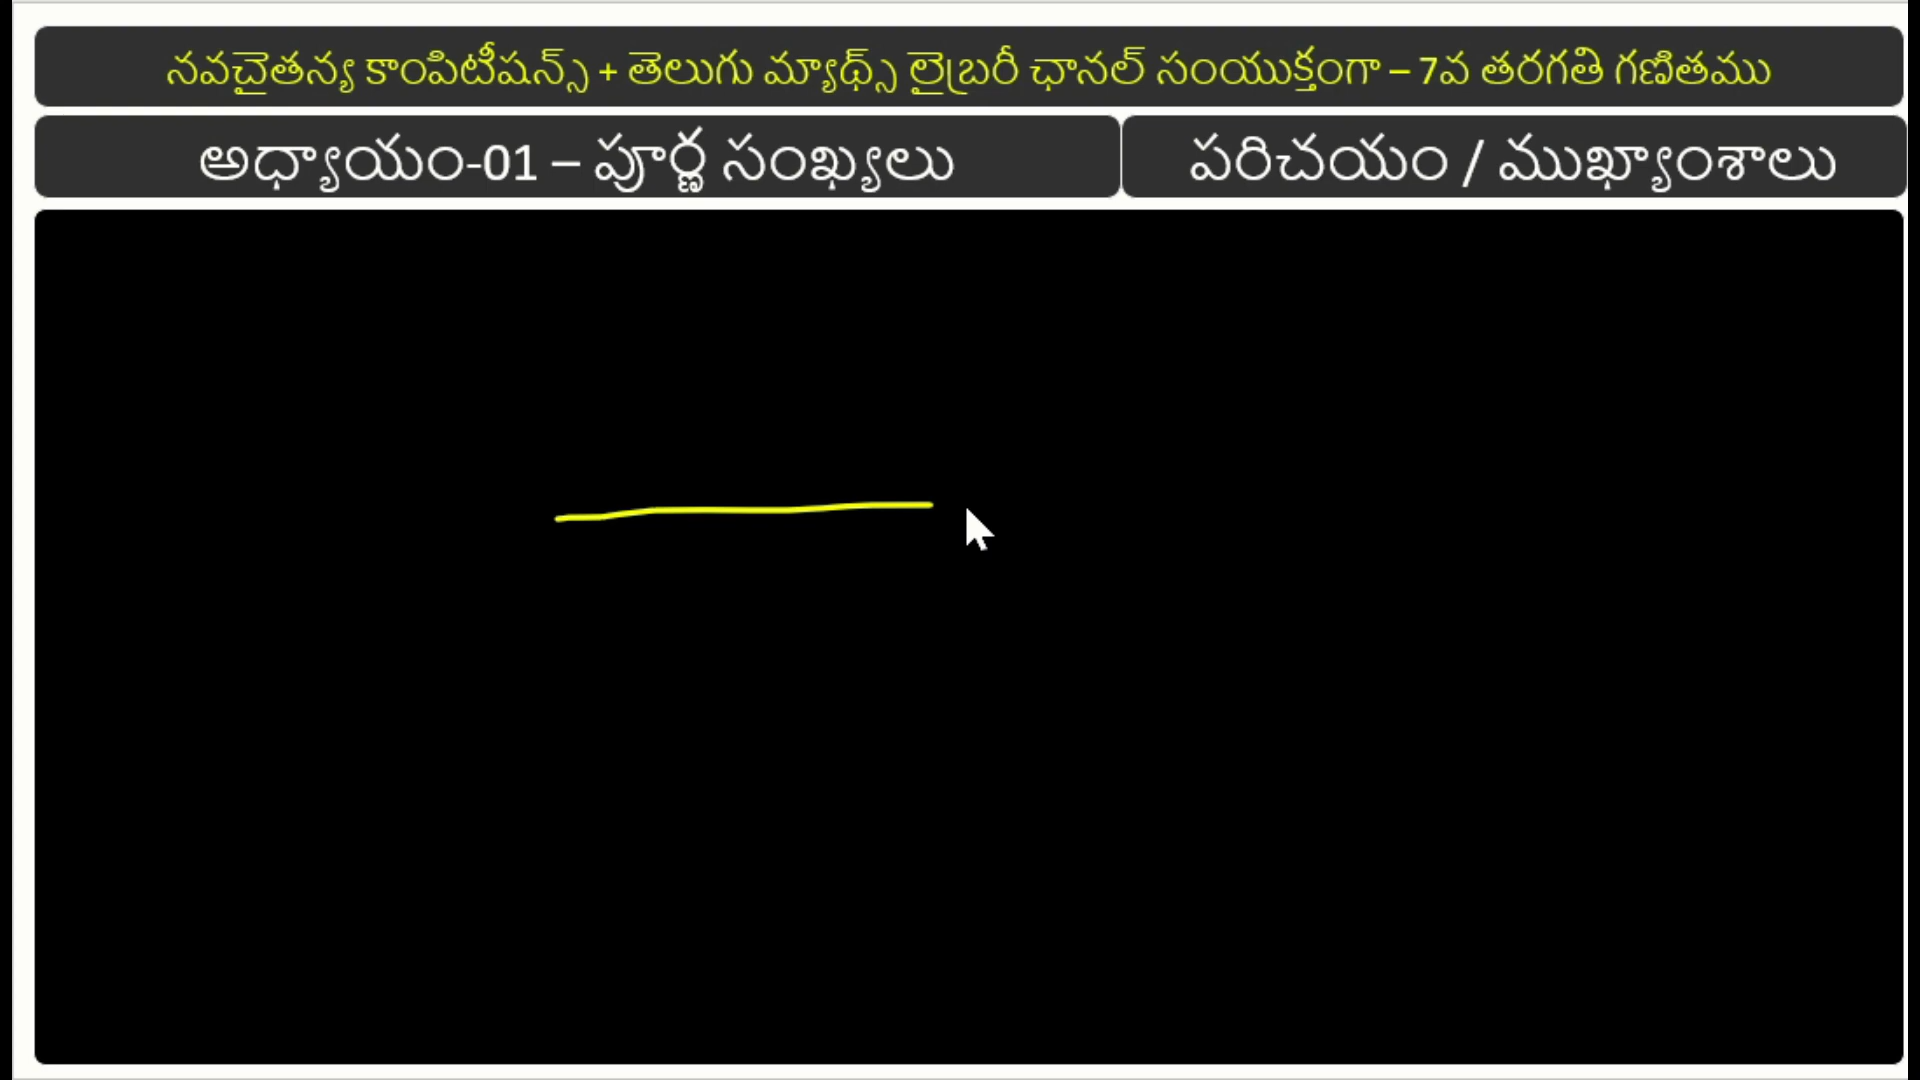 నవచైతన్య కాంపిటీషన్స్ + తెలుగు మ్యాథ్స్ లైబ్రరీ ఛానల్ సంయుక్తంగా – 7వ తరగతి గణితము
అధ్యాయం-01 – పూర్ణ సంఖ్యలు
పరిచయం / ముఖ్యాంశాలు